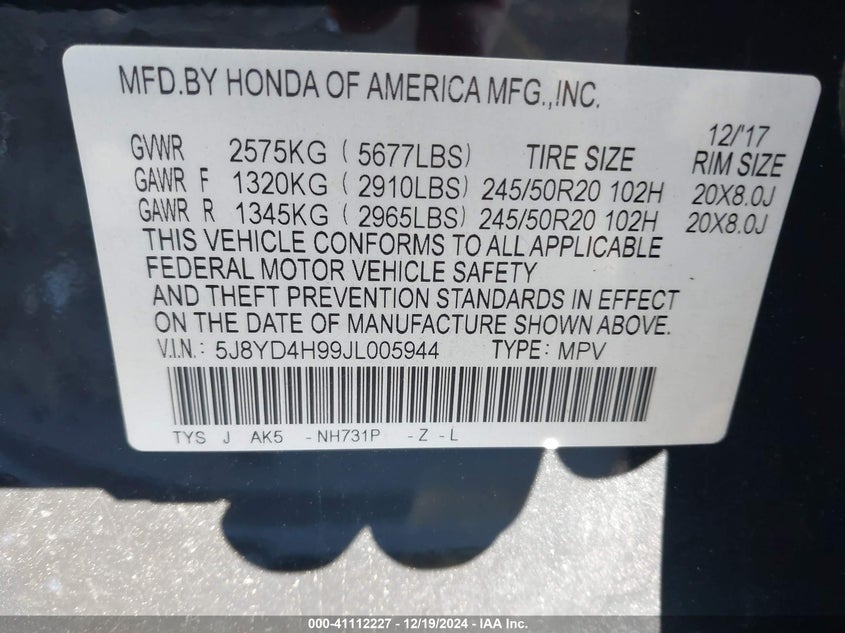 MFD.BY HONDA OF AMERICA MFG.,INC.
12/'17
GVWR 2575KG ( 5677LBS) TIRE SIZE RIM SIZE
GAWR F 1320KG ( 2910LBS) 245/50R20 102H 20X8.0J
GAWR R 1345KG ( 2965LBS) 245/50R20 102H 20X8.0J
THIS VEHICLE CONFORMS TO ALL APPLICABLE
FEDERAL MOTOR VEHICLE SAFETY
AND THEFT PREVENTION STANDARDS IN EFFECT
ON THE DATE OF MANUFACTURE SHOWN ABOVE.
V.I.N.: 5J8YD4H99JL005944 TYPE: MPV
TYS J AK5 -NH731P -Z -L
000-41112227 - 12/19/2024 - IAA Inc.